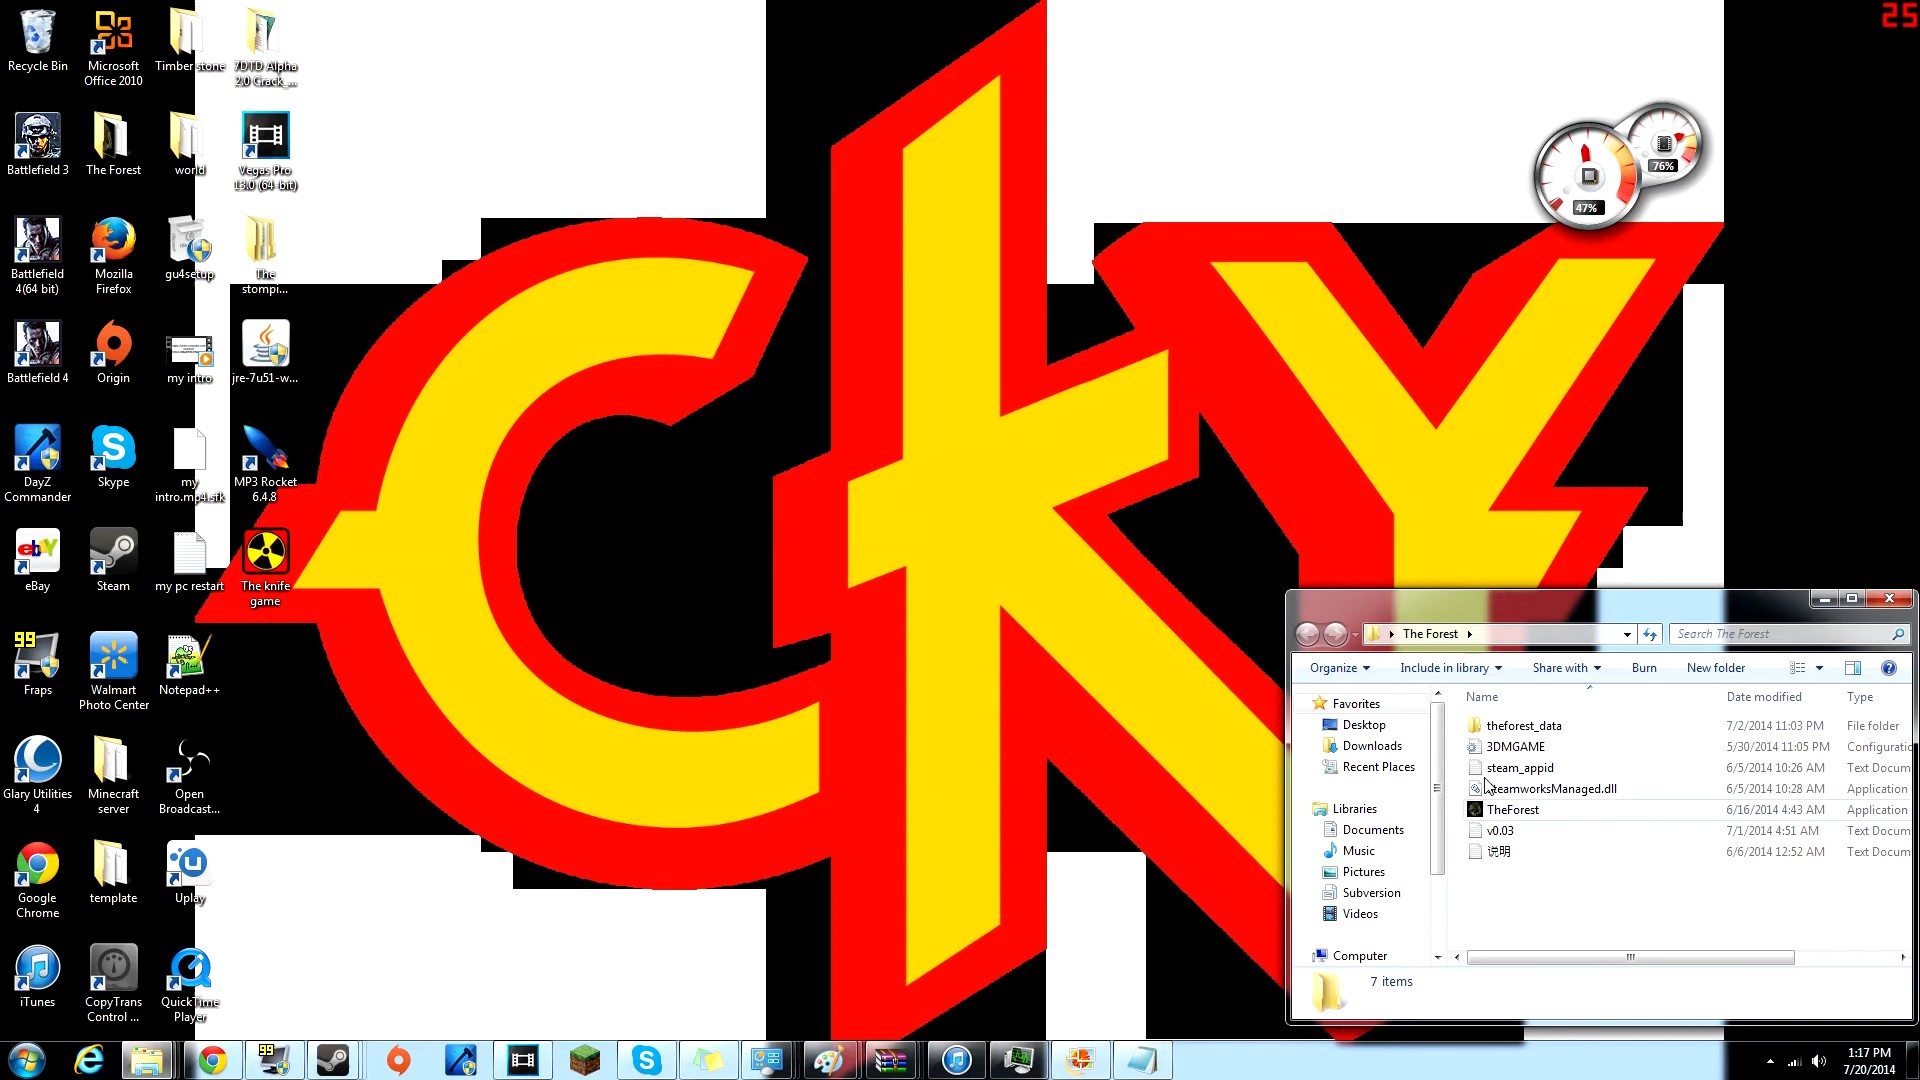 25
Recycle Bin
Microsoft
Office 2010
Timber stone
7DTD Alpha
2.0 Crack_...
Battlefield 3
The Forest
world
Vegas Pro
13.0 (64-bit)
Battlefield
4(64 bit)
Mozilla
Firefox
gu4setup
The
stompi...
Battlefield 4
Origin
my intro
jre-7u51-w...
DayZ
Commander
Skype
my
intro.mp4.sfk
MP3 Rocket
6.4.8
ebay
eBay
Steam
my pc restart
The knife
game
99
Fraps
Walmart
Photo Center
Notepad++
Glary Utilities
4
Minecraft
server
Open
Broadcast...
Google
Chrome
template
Uplay
iTunes
CopyTrans
Control ...
QuickTime
Player
CKY
76%
47%
The Forest
Search The Forest
Organize
Include in library
Share with
Burn
New folder
Favorites
Desktop
Downloads
Recent Places
Libraries
Documents
Music
Pictures
Subversion
Videos
Computer
Name
Date modified
Type
theforest_data
7/2/2014 11:03 PM
File folder
3DMGAME
5/30/2014 11:05 PM
Configuratic
steam_appid
6/5/2014 10:26 AM
Text Docum
teamworksManaged.dll
6/5/2014 10:28 AM
Application
TheForest
6/16/2014 4:43 AM
Application
v0.03
7/1/2014 4:51 AM
Text Docum
说明
6/6/2014 12:52 AM
Text Docum
7 items
99
1:17 PM
7/20/2014